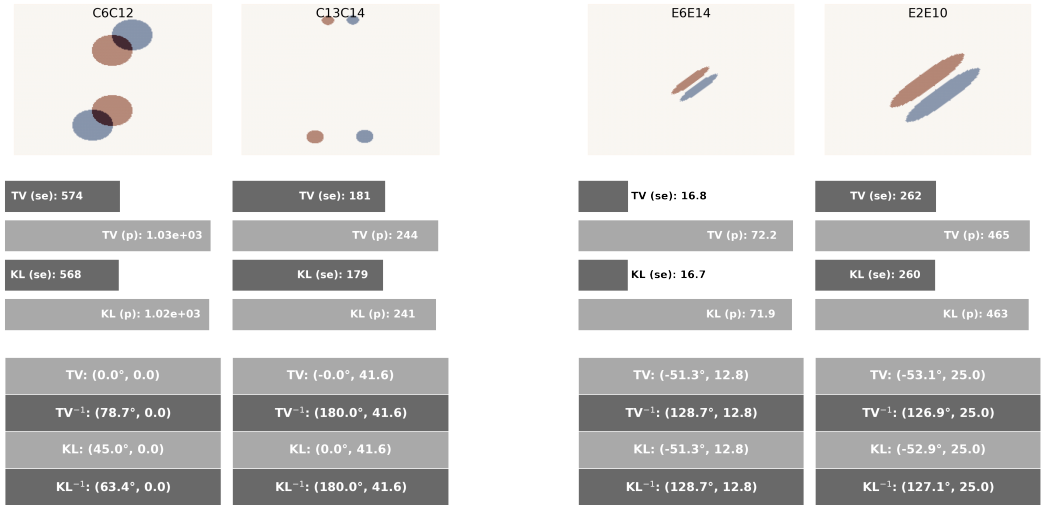 C6C12
C13C14
E6E14
E2E10
TV (se): 574
TV (se): 181
TV (se): 16.8
TV (se): 262
TV (p): 1.03e+03
TV (p): 244
TV (p): 72.2
TV (p): 465
KL (se): 568
KL (se): 179
KL (se): 16.7
KL (se): 260
KL (p): 1.02e+03
KL (p): 241
KL (p): 71.9
KL (p): 463
TV: (0.0°, 0.0)
TV: (-0.0°, 41.6)
TV: (-51.3°, 12.8)
TV: (-53.1°, 25.0)
TV⁻¹: (78.7°, 0.0)
TV⁻¹: (180.0°, 41.6)
TV⁻¹: (128.7°, 12.8)
TV⁻¹: (126.9°, 25.0)
KL: (45.0°, 0.0)
KL: (0.0°, 41.6)
KL: (-51.3°, 12.8)
KL: (-52.9°, 25.0)
KL⁻¹: (63.4°, 0.0)
KL⁻¹: (180.0°, 41.6)
KL⁻¹: (128.7°, 12.8)
KL⁻¹: (127.1°, 25.0)